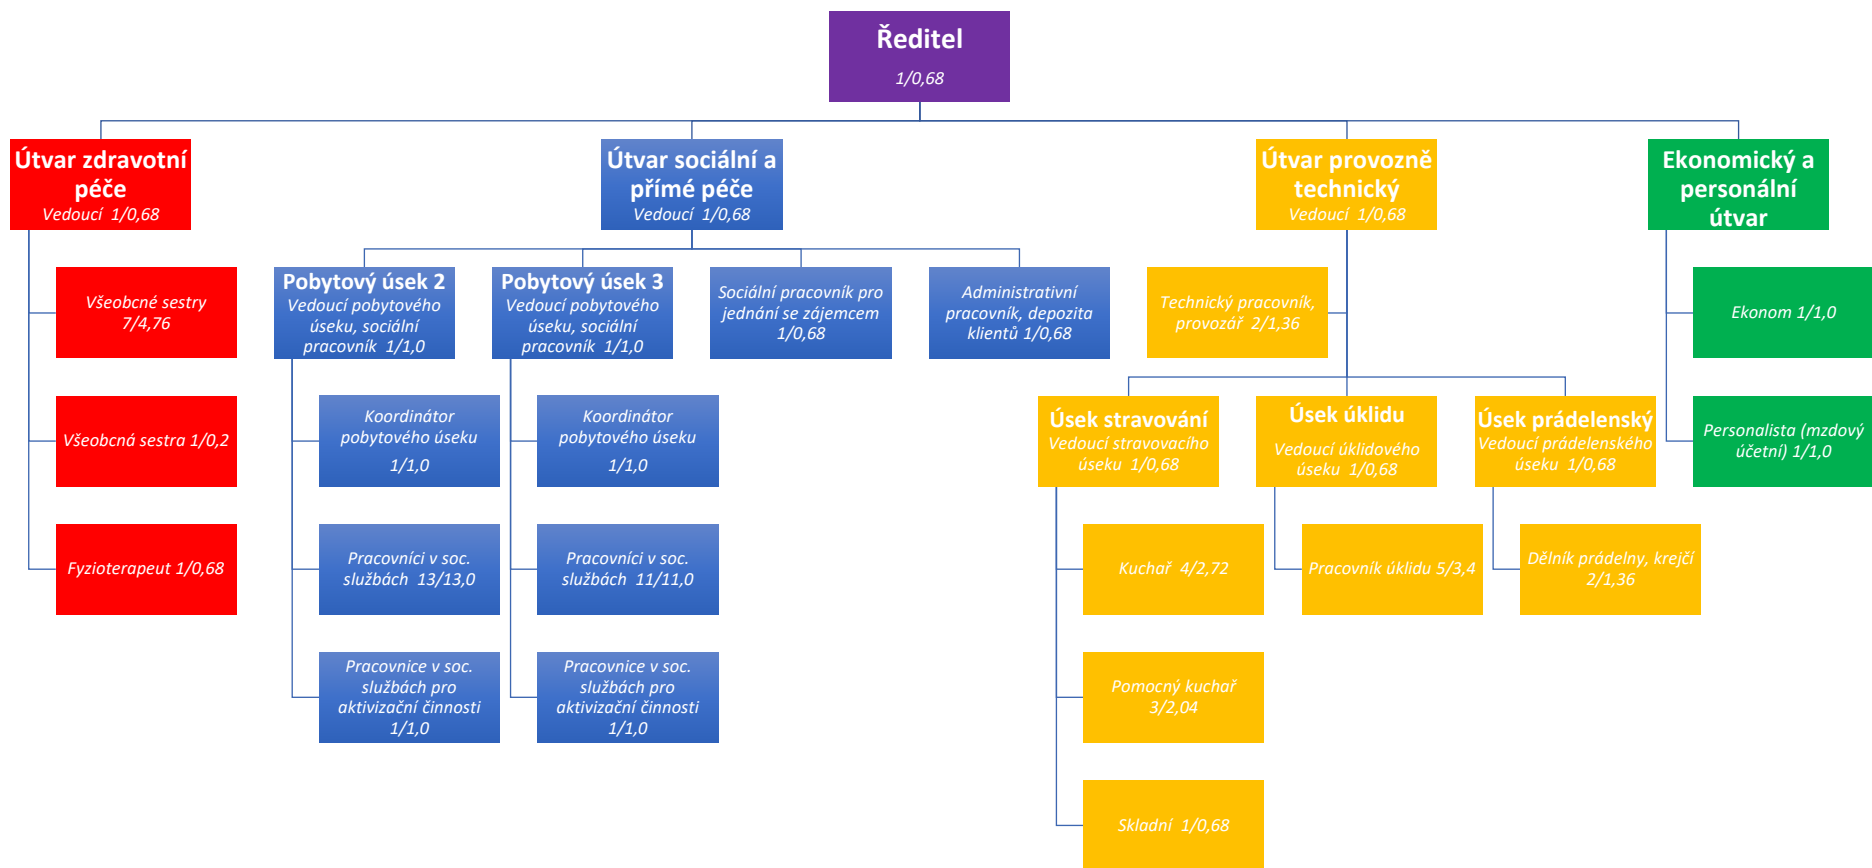 Ředitel
1/0,68
Útvar zdravotní
péče
Vedoucí 1/0,68
Útvar sociální a
přímé péče
Vedoucí 1/0,68
Útvar provozně
technický
Vedoucí 1/0,68
Ekonomický a
personální
útvar
Všeobcné sestry
7/4,76
Pobytový úsek 2
Vedoucí pobytového
úseku, sociální
pracovník 1/1,0
Pobytový úsek 3
Vedoucí pobytového
úseku, sociální
pracovník 1/1,0
Sociální pracovník pro
jednání se zájemcem
1/0,68
Administrativní
pracovník, depozita
klientů 1/0,68
Technický pracovník,
provozář 2/1,36
Ekonom 1/1,0
Všeobcná sestra 1/0,2
Koordinátor
pobytového úseku
1/1,0
Koordinátor
pobytového úseku
1/1,0
Úsek stravování
Vedoucí stravovacího
úseku 1/0,68
Úsek úklidu
Vedoucí úklidového
úseku 1/0,68
Úsek prádelenský
Vedoucí prádelenského
úseku 1/0,68
Personalista (mzdový
účetní) 1/1,0
Fyzioterapeut 1/0,68
Pracovníci v soc.
službách 13/13,0
Pracovníci v soc.
službách 11/11,0
Kuchař 4/2,72
Pracovník úklidu 5/3,4
Dělník prádelny, krejčí
2/1,36
Pracovnice v soc.
službách pro
aktivizační činnosti
1/1,0
Pracovnice v soc.
službách pro
aktivizační činnosti
1/1,0
Pomocný kuchař
3/2,04
Skladní 1/0,68